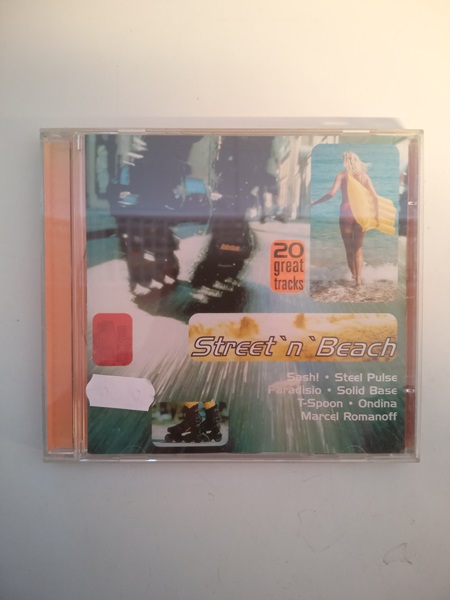 20
great
tracks
Street 'n 'Beach
Sash! • Steel Pulse
Paradisio • Solid Base
T-Spoon • Ondina
Marcel Romanoff